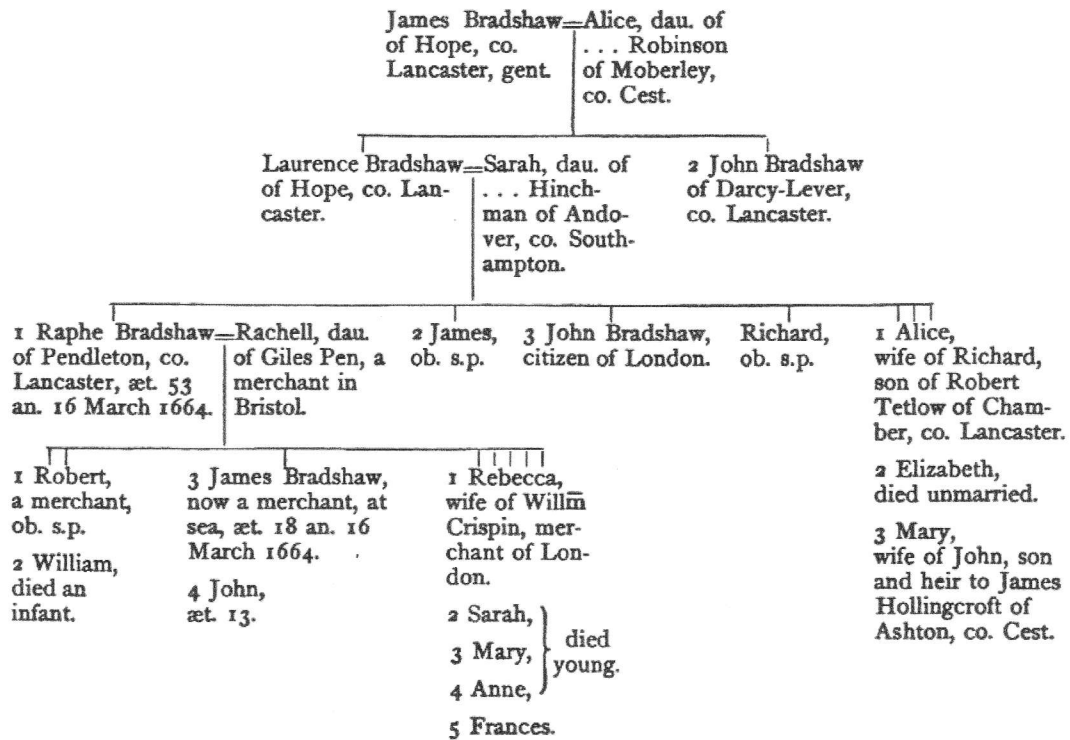 James Bradshaw=Alice, dau. of
of Hope, co.
Lancaster, gent.
. . . Robinson
of Moberley,
co. Cest.
Laurence Bradshaw=Sarah, dau. of
of Hope, co. Lan-
caster.
. . . Hinch-
man of Ando-
ver, co. South-
ampton.
2 John Bradshaw
of Darcy-Lever,
co. Lancaster.
1 Raphe Bradshaw=Rachell, dau.
of Pendleton, co.
Lancaster, æt. 53
an. 16 March 1664.
of Giles Pen, a
merchant in
Bristol.
2 James,
ob. s.p.
3 John Bradshaw,
citizen of London.
Richard,
ob. s.p.
1 Alice,
wife of Richard,
son of Robert
Tetlow of Cham-
ber, co. Lancaster.
2 Elizabeth,
died unmarried.
3 Mary,
wife of John, son
and heir to James
Hollingcroft of
Ashton, co. Cest.
1 Robert,
a merchant,
ob. s.p.
2 William,
died an
infant.
3 James Bradshaw,
now a merchant, at
sea, æt. 18 an. 16
March 1664.
4 John,
æt. 13.
1 Rebecca,
wife of Willm̅
Crispin, mer-
chant of Lon-
don.
2 Sarah,
3 Mary,
4 Anne,
died
young.
5 Frances.